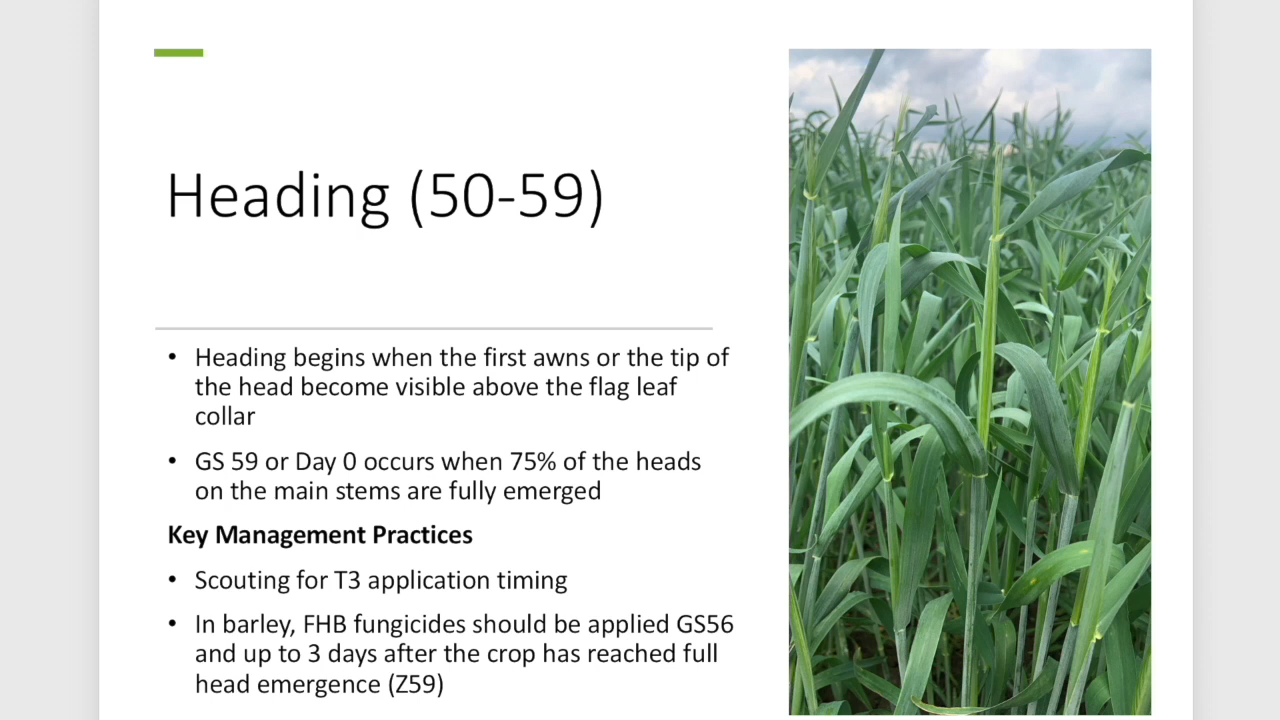 Heading (50-59)
• Heading begins when the first awns or the tip of
the head become visible above the flag leaf
collar
• GS 59 or Day 0 occurs when 75% of the heads
on the main stems are fully emerged
Key Management Practices
• Scouting for T3 application timing
• In barley, FHB fungicides should be applied GS56
and up to 3 days after the crop has reached full
head emergence (Z59)